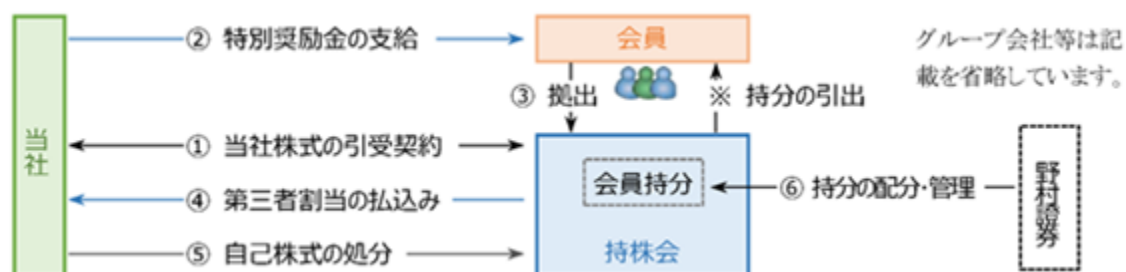 ② 特別奨励金の支給
会員
グループ会社等は記
載を省略しています。
③ 拠出
※ 持分の引出
当社
① 当社株式の引受契約
会員持分
⑥ 持分の配分・管理
野村證券
④ 第三者割当の払込み
⑤ 自己株式の処分
持株会